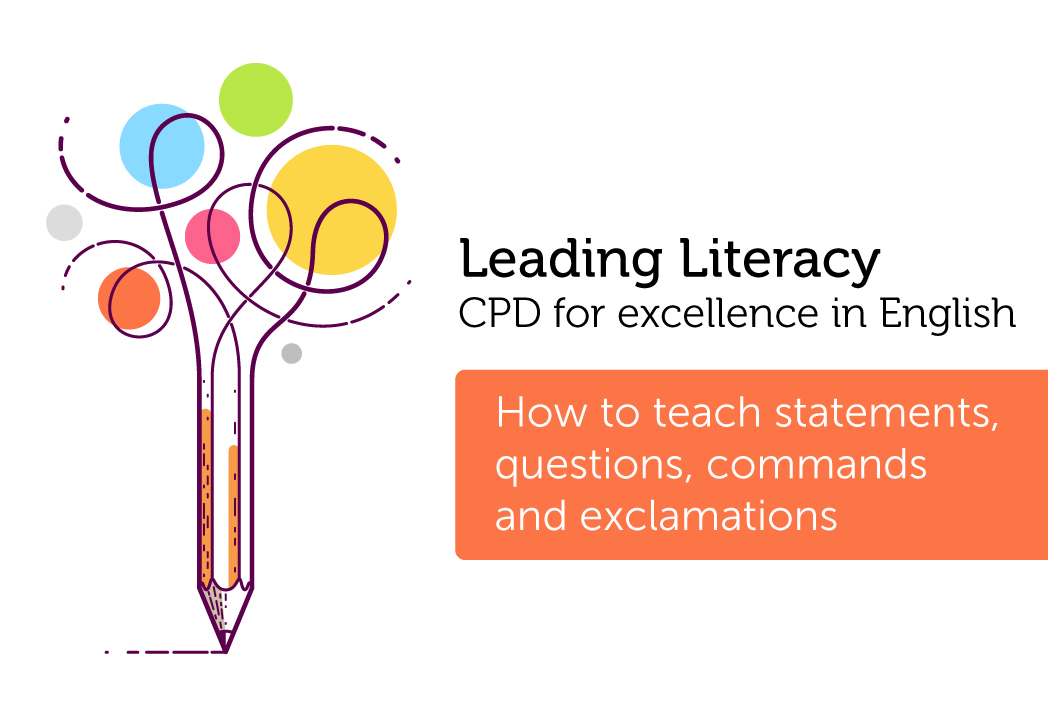 Leading Literacy
CPD for excellence in English
How to teach statements,
questions, commands
and exclamations